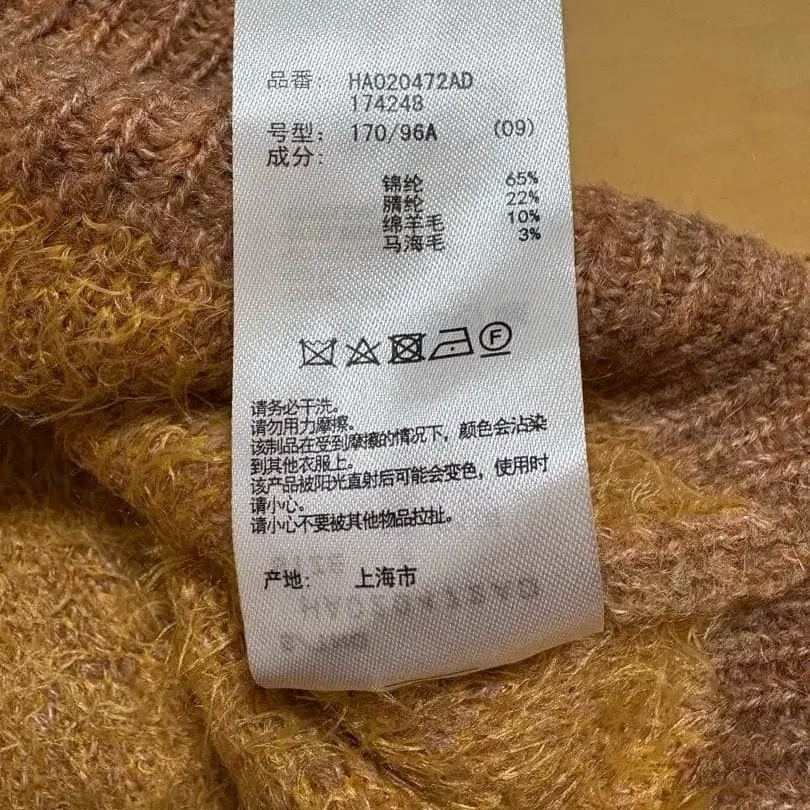 品番： HA020472AD
174248
号型： 170/96A (09)
成分：
锦纶 65%
腈纶 22%
绵羊毛 10%
马海毛 3%
F
请务必干洗。
请勿用力摩擦。
该制品在受到摩擦的情况下，颜色会沾染
到其他衣服上。
该产品被阳光直射后可能会变色，使用时
请小心。
请小心不要被其他物品拉扯。
产地： 上海市